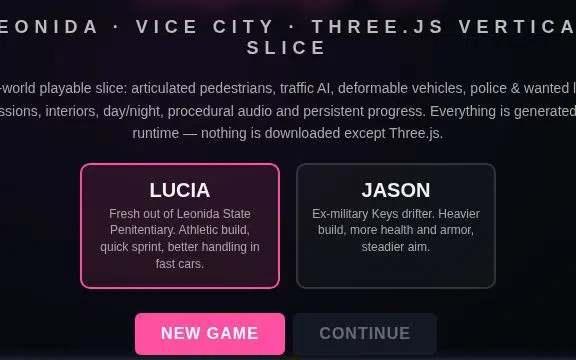 EONIDA · VICE CITY · THREE.JS VERTICA
SLICE
-world playable slice: articulated pedestrians, traffic AI, deformable vehicles, police & wanted
ssions, interiors, day/night, procedural audio and persistent progress. Everything is generated
runtime — nothing is downloaded except Three.js.
LUCIA
Fresh out of Leonida State
Penitentiary. Athletic build,
quick sprint, better handling in
fast cars.
JASON
Ex-military Keys drifter. Heavier
build, more health and armor,
steadier aim.
NEW GAME
CONTINUE